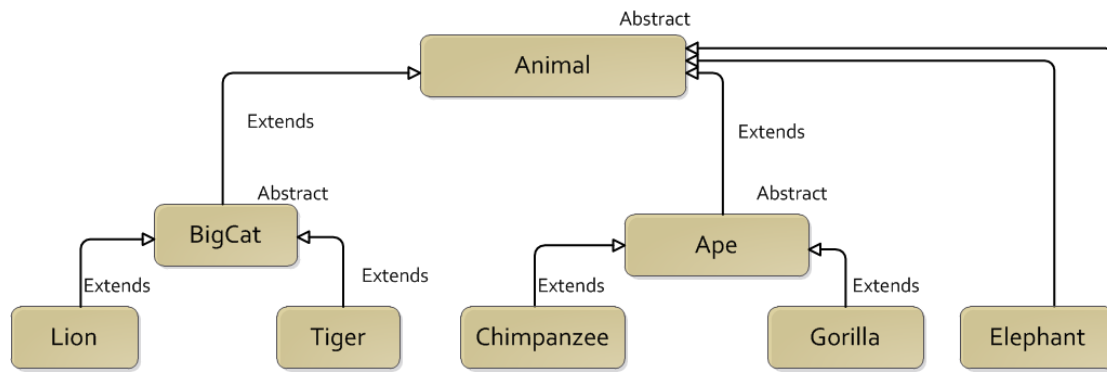 Abstract
Animal
Extends
Extends
Abstract
Abstract
BigCat
Ape
Extends
Extends
Extends
Extends
Lion
Tiger
Chimpanzee
Gorilla
Elephant